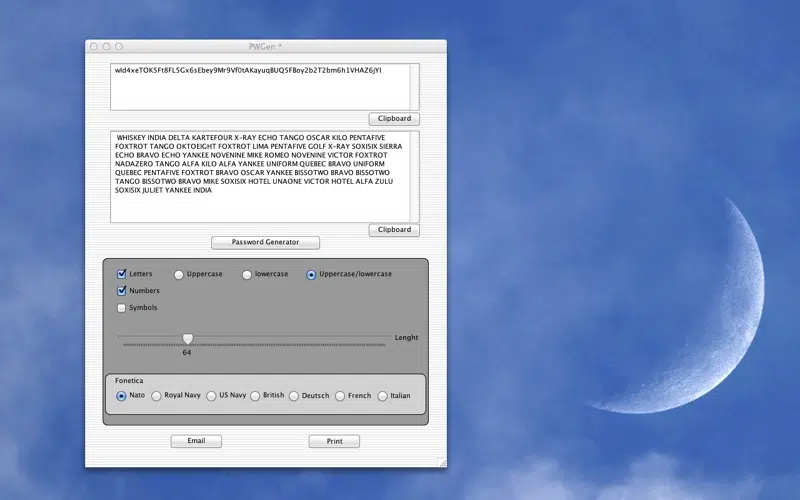 PWGen *
wId4xeTOK5Ft8FL5Gx6sEbey9Mr9Vf0tAKayuqBUQ5FBoy2b2T2bm6h1VHAZ6jYI
Clipboard
WHISKEY INDIA DELTA KARTEFOUR X-RAY ECHO TANGO OSCAR KILO PENTAFIVE
FOXTROT TANGO OKTOEIGHT FOXTROT LIMA PENTAFIVE GOLF X-RAY SOXISIX SIERRA
ECHO BRAVO ECHO YANKEE NOVENINE MIKE ROMEO NOVENINE VICTOR FOXTROT
NADAZERO TANGO ALFA KILO ALFA YANKEE UNIFORM QUEBEC BRAVO UNIFORM
QUEBEC PENTAFIVE FOXTROT BRAVO OSCAR YANKEE BISSOTWO BRAVO BISSOTWO
TANGO BISSOTWO BRAVO MIKE SOXISIX HOTEL UNAONE VICTOR HOTEL ALFA ZULU
SOXISIX JULIET YANKEE INDIA
Clipboard
Password Generator
Letters Uppercase lowercase Uppercase/lowercase
Numbers
Symbols
Lenght
64
Fonetica
Nato Royal Navy US Navy British Deutsch French Italian
Email Print